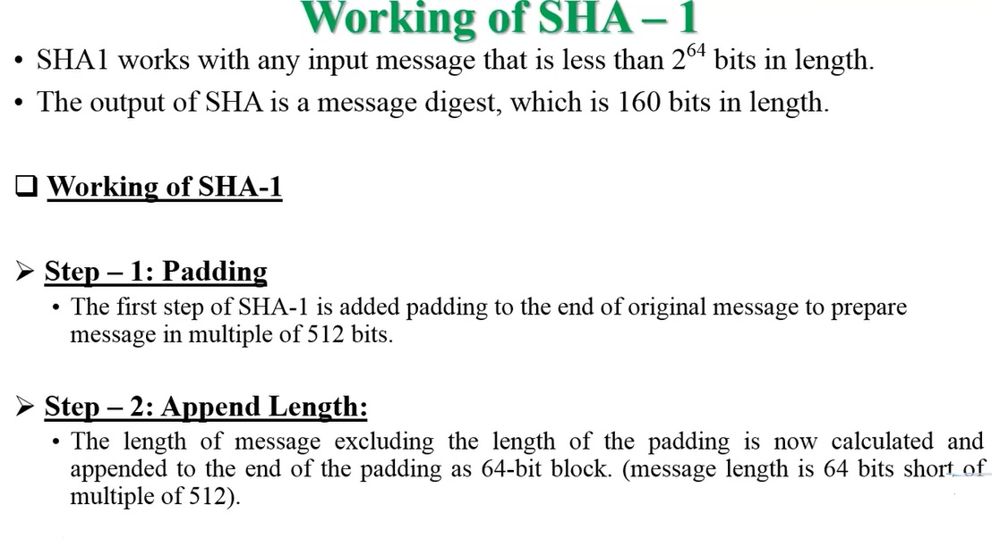 Working of SHA – 1
• SHA1 works with any input message that is less than 2^64 bits in length.
• The output of SHA is a message digest, which is 160 bits in length.
❑ Working of SHA-1
➢ Step – 1: Padding
• The first step of SHA-1 is added padding to the end of original message to prepare
message in multiple of 512 bits.
➢ Step – 2: Append Length:
• The length of message excluding the length of the padding is now calculated and
appended to the end of the padding as 64-bit block. (message length is 64 bits short of
multiple of 512).